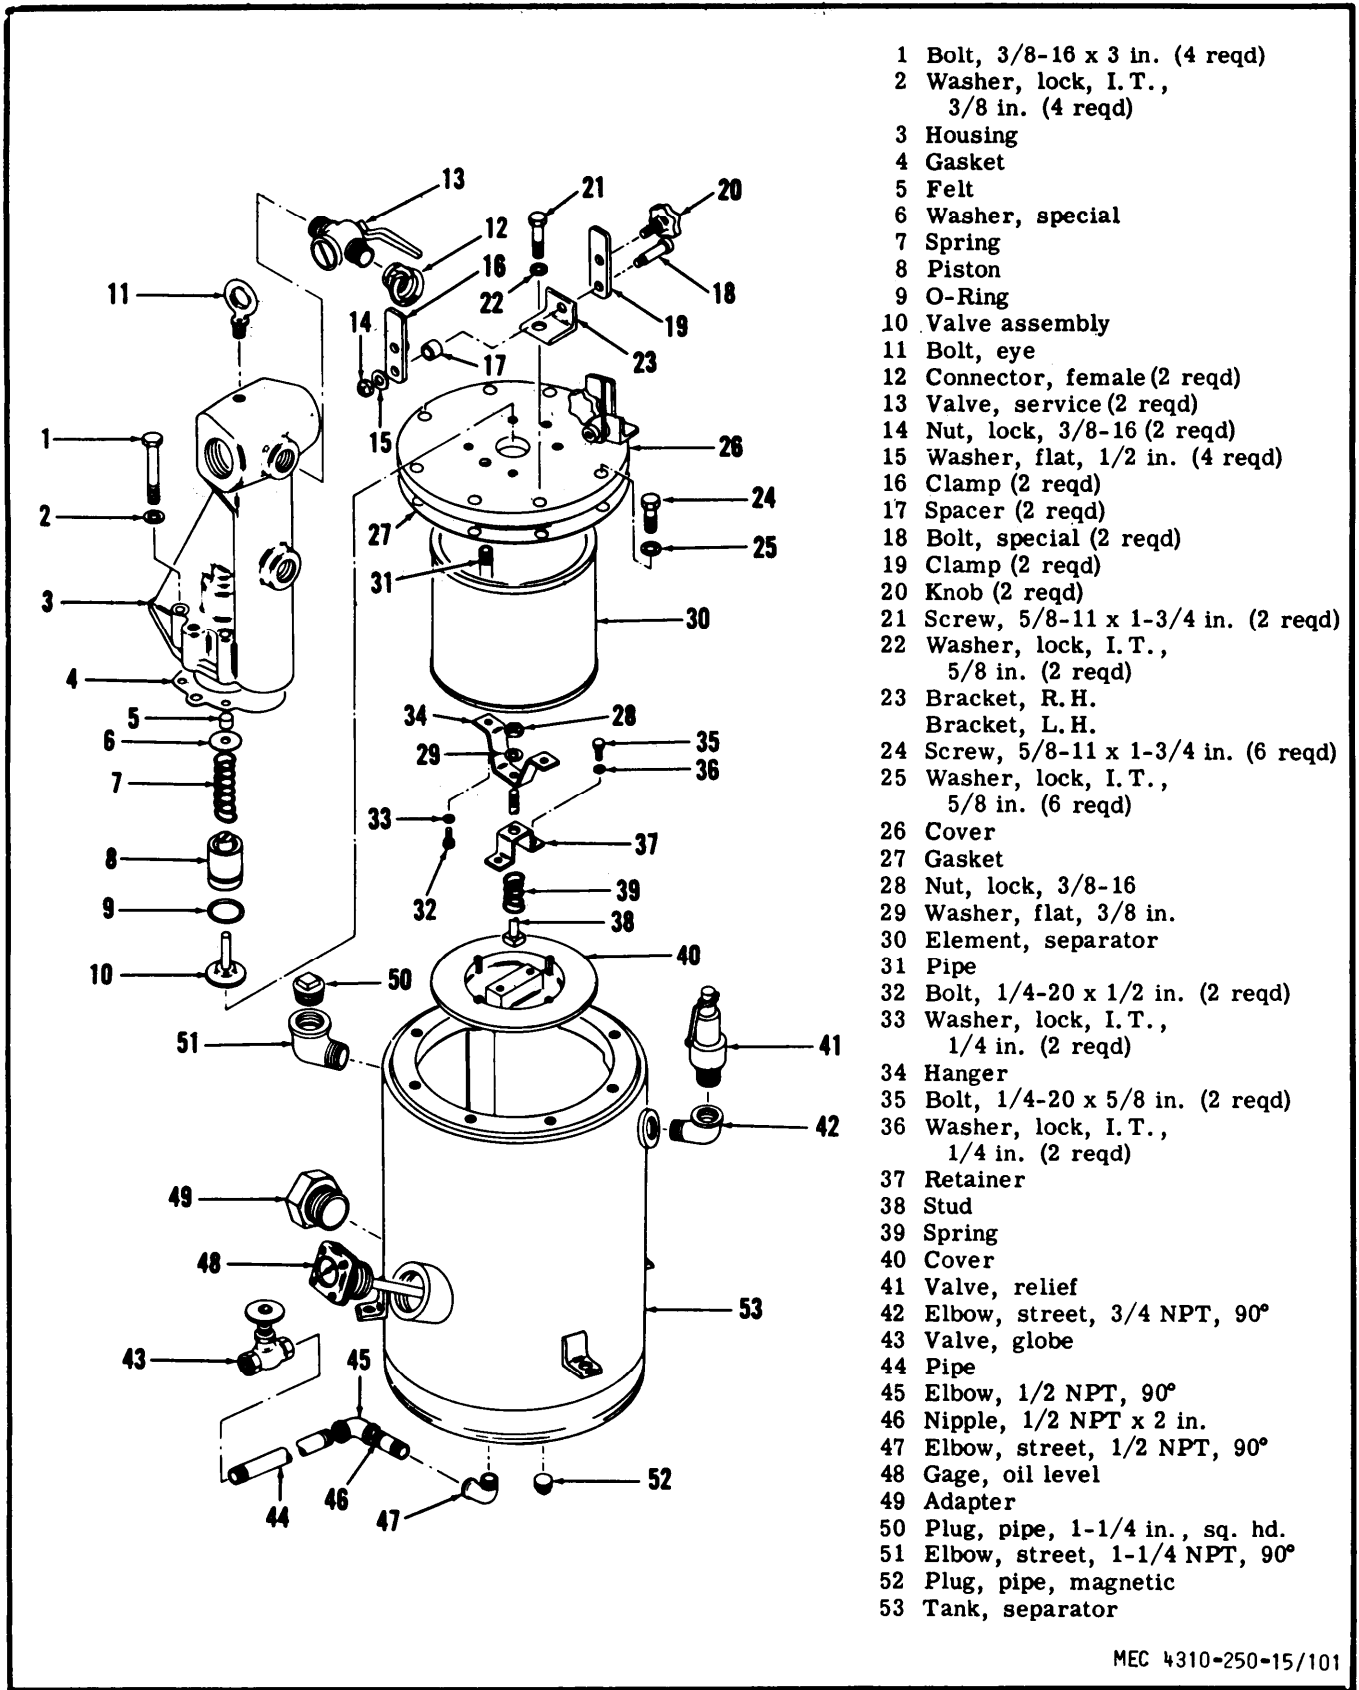 1 Bolt, 3/8-16 x 3 in. (4 reqd)
2 Washer, lock, I.T.,
3/8 in. (4 reqd)
3 Housing
4 Gasket
5 Felt
6 Washer, special
7 Spring
8 Piston
9 O-Ring
10 Valve assembly
11 Bolt, eye
12 Connector, female (2 reqd)
13 Valve, service (2 reqd)
14 Nut, lock, 3/8-16 (2 reqd)
15 Washer, flat, 1/2 in. (4 reqd)
16 Clamp (2 reqd)
17 Spacer (2 reqd)
18 Bolt, special (2 reqd)
19 Clamp (2 reqd)
20 Knob (2 reqd)
21 Screw, 5/8-11 x 1-3/4 in. (2 reqd)
22 Washer, lock, I.T.,
5/8 in. (2 reqd)
23 Bracket, R.H.
Bracket, L.H.
24 Screw, 5/8-11 x 1-3/4 in. (6 reqd)
25 Washer, lock, I.T.,
5/8 in. (6 reqd)
26 Cover
27 Gasket
28 Nut, lock, 3/8-16
29 Washer, flat, 3/8 in.
30 Element, separator
31 Pipe
32 Bolt, 1/4-20 x 1/2 in. (2 reqd)
33 Washer, lock, I.T.,
1/4 in. (2 reqd)
34 Hanger
35 Bolt, 1/4-20 x 5/8 in. (2 reqd)
36 Washer, lock, I.T.,
1/4 in. (2 reqd)
37 Retainer
38 Stud
39 Spring
40 Cover
41 Valve, relief
42 Elbow, street, 3/4 NPT, 90°
43 Valve, globe
44 Pipe
45 Elbow, 1/2 NPT, 90°
46 Nipple, 1/2 NPT x 2 in.
47 Elbow, street, 1/2 NPT, 90°
48 Gage, oil level
49 Adapter
50 Plug, pipe, 1-1/4 in., sq. hd.
51 Elbow, street, 1-1/4 NPT, 90°
52 Plug, pipe, magnetic
53 Tank, separator
13
21
20
12
16
11
22
18
14
19
17
23
1
15
26
2
24
27
25
31
3
30
4
5
34
28
6
29
35
36
7
33
37
8
39
9
32
38
10
50
40
51
41
42
49
48
53
43
45
44
46
47
52
MEC 4310-250-15/101